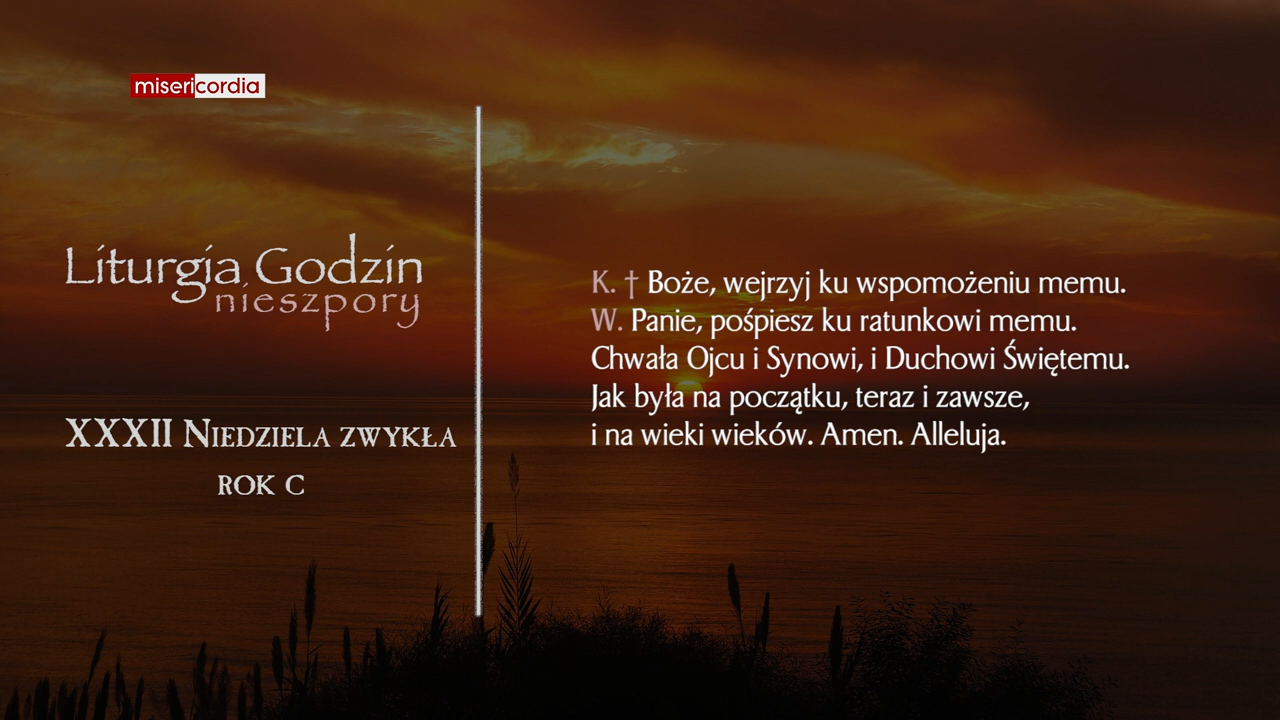 misericordia
Liturgia Godzin
nieszpory
XXXII Niedziela zwykła
rok C
K. † Boże, wejrzyj ku wspomożeniu memu.
W. Panie, pośpiesz ku ratunkowi memu.
Chwała Ojcu i Synowi, i Duchowi Świętemu.
Jak była na początku, teraz i zawsze,
i na wieki wieków. Amen. Alleluja.